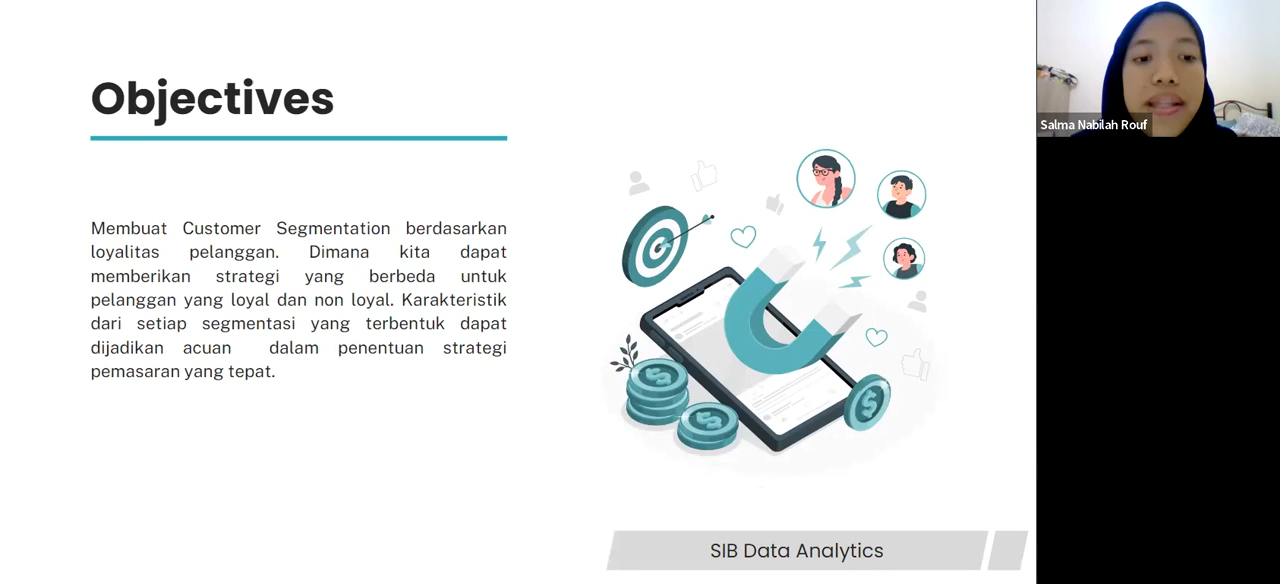 Objectives
Membuat Customer Segmentation berdasarkan
loyalitas pelanggan. Dimana kita dapat
memberikan strategi yang berbeda untuk
pelanggan yang loyal dan non loyal. Karakteristik
dari setiap segmentasi yang terbentuk dapat
dijadikan acuan dalam penentuan strategi
pemasaran yang tepat.
SIB Data Analytics
Salma Nabilah Rouf